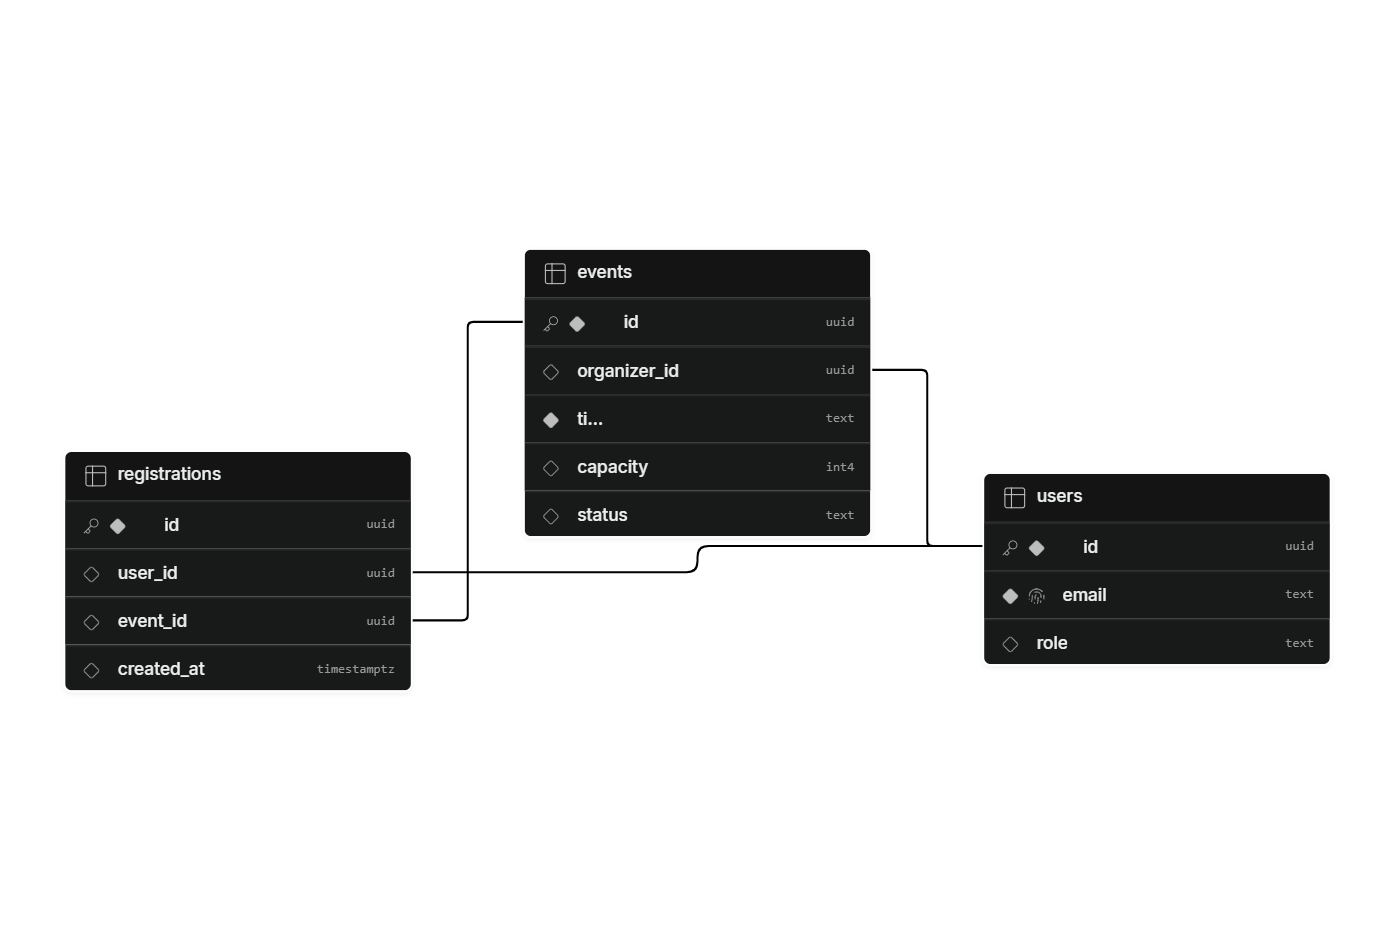 events
id uuid
organizer_id uuid
ti... text
capacity int4
status text
registrations
id uuid
user_id uuid
event_id uuid
created_at timestamptz
users
id uuid
email text
role text